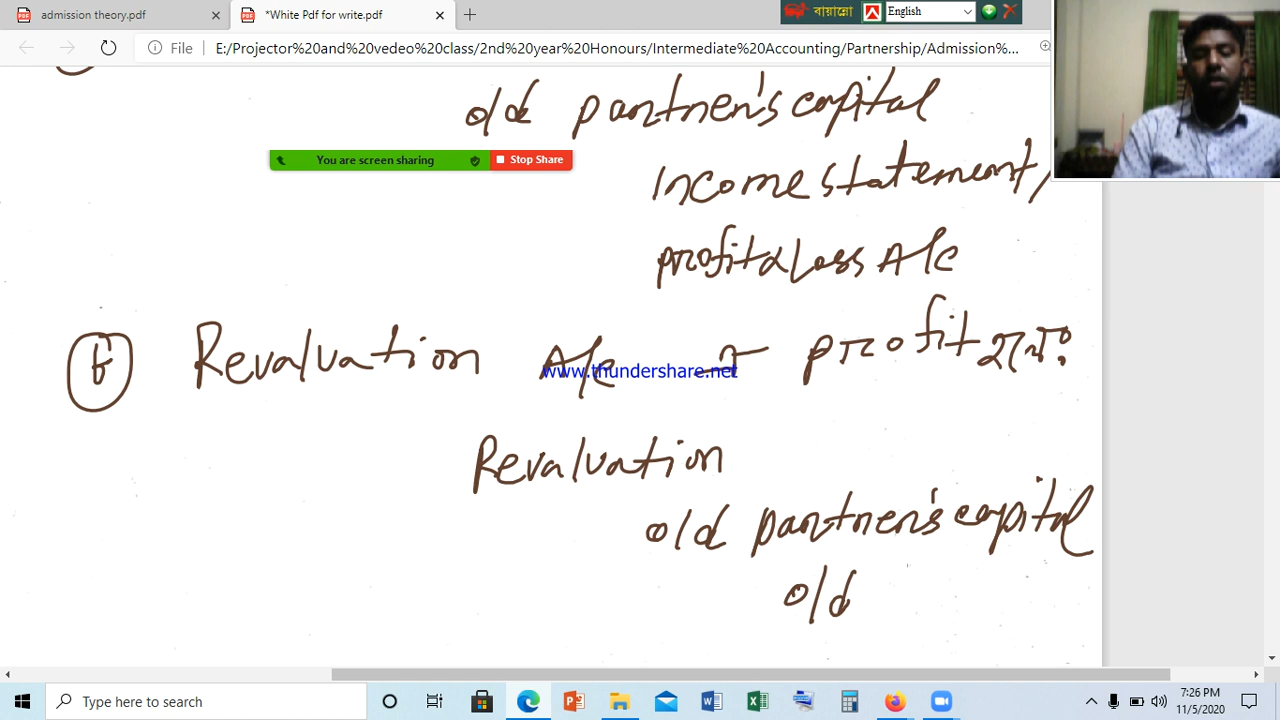 admission.pdf.pdf
*White Pdf for write.pdf
বায়ান্নো
English
File
E:/Projector%20and%20vedeo%20class/2nd%20year%20Honours/Intermediate%20Accounting/Partnership/Admission%...
old partner's capital
You are screen sharing
Stop Share
Income statement/
profit & Loss A/c
Revaluation A/c এ profit হলে:
www.thundershare.net
Revaluation
old partner's capital
old
Type here to search
7:26 PM
11/5/2020